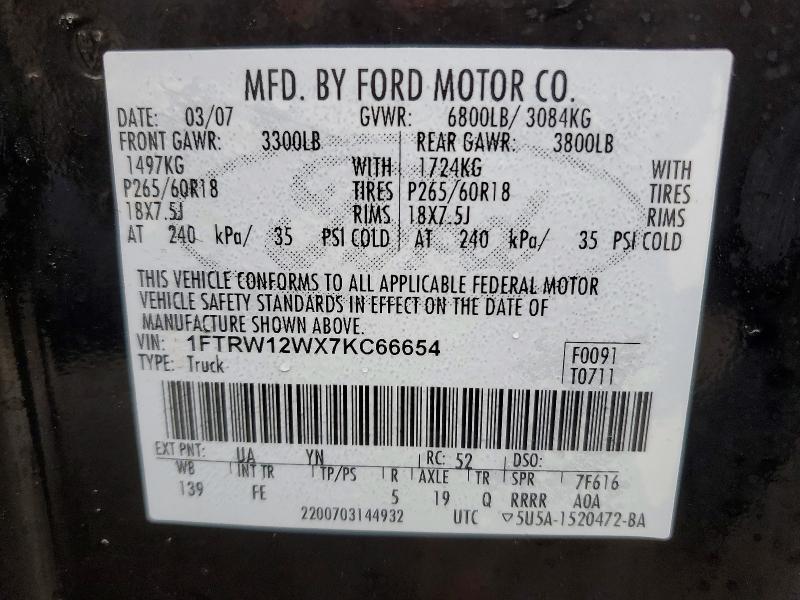 MFD. BY FORD MOTOR CO.
DATE: 03/07 GVWR: 6800LB/ 3084KG
FRONT GAWR: 3300LB REAR GAWR: 3800LB
1497KG WITH 1724KG WITH
P265/60R18 TIRES P265/60R18 TIRES
18X7.5J RIMS 18X7.5J RIMS
AT 240 kPa/ 35 PSI COLD AT 240 kPa/ 35 PSI COLD
THIS VEHICLE CONFORMS TO ALL APPLICABLE FEDERAL MOTOR
VEHICLE SAFETY STANDARDS IN EFFECT ON THE DATE OF
MANUFACTURE SHOWN ABOVE.
VIN: 1FTRW12WX7KC66654
TYPE: Truck
F0091
T0711
EXT PNT: UA YN RC: 52 DSO:
WB INT TR TP/PS R AXLE TR SPR 7F616
139 FE 5 19 Q RRRR A0A
2200703144932 UTC ▽5U5A-1520472-BA